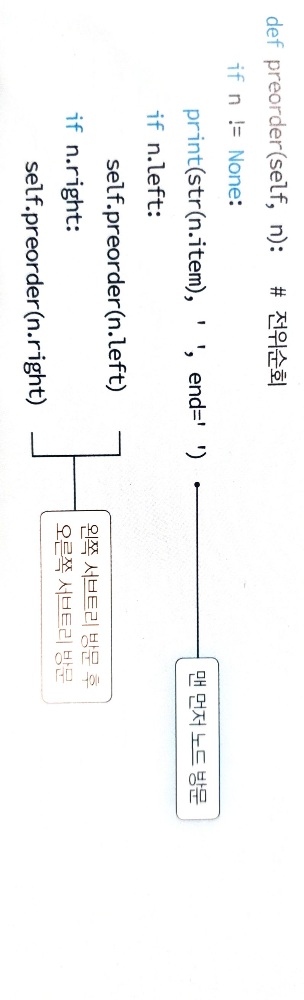 def preorder(self, n):  # 전위순회
    if n != None:
        print(str(n.item), ' ', end=' ')
맨 먼저 노드 방문
        if n.left:
            self.preorder(n.left)
        if n.right:
            self.preorder(n.right)
왼쪽 서브트리 방문 후
오른쪽 서브트리 방문